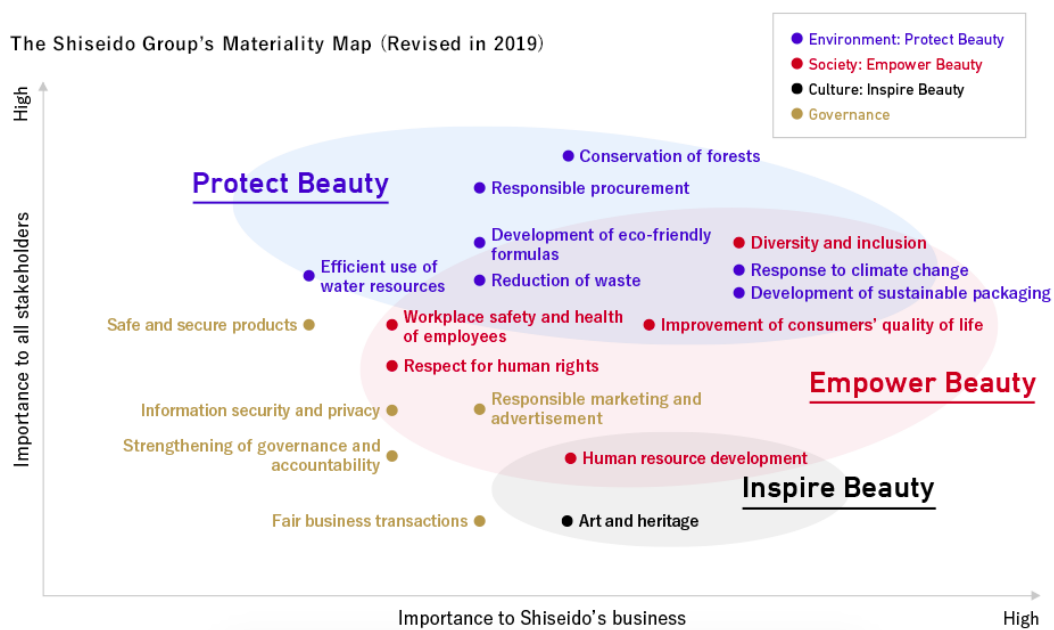 The Shiseido Group’s Materiality Map (Revised in 2019)
Environment: Protect Beauty
Society: Empower Beauty
Culture: Inspire Beauty
Governance
High
Importance to all stakeholders
Protect Beauty
Conservation of forests
Responsible procurement
Development of eco-friendly
formulas
Diversity and inclusion
Efficient use of
water resources
Reduction of waste
Response to climate change
Development of sustainable packaging
Safe and secure products
Workplace safety and health
of employees
Improvement of consumers’ quality of life
Respect for human rights
Empower Beauty
Information security and privacy
Responsible marketing and
advertisement
Strengthening of governance and
accountability
Human resource development
Inspire Beauty
Fair business transactions
Art and heritage
Importance to Shiseido’s business
High